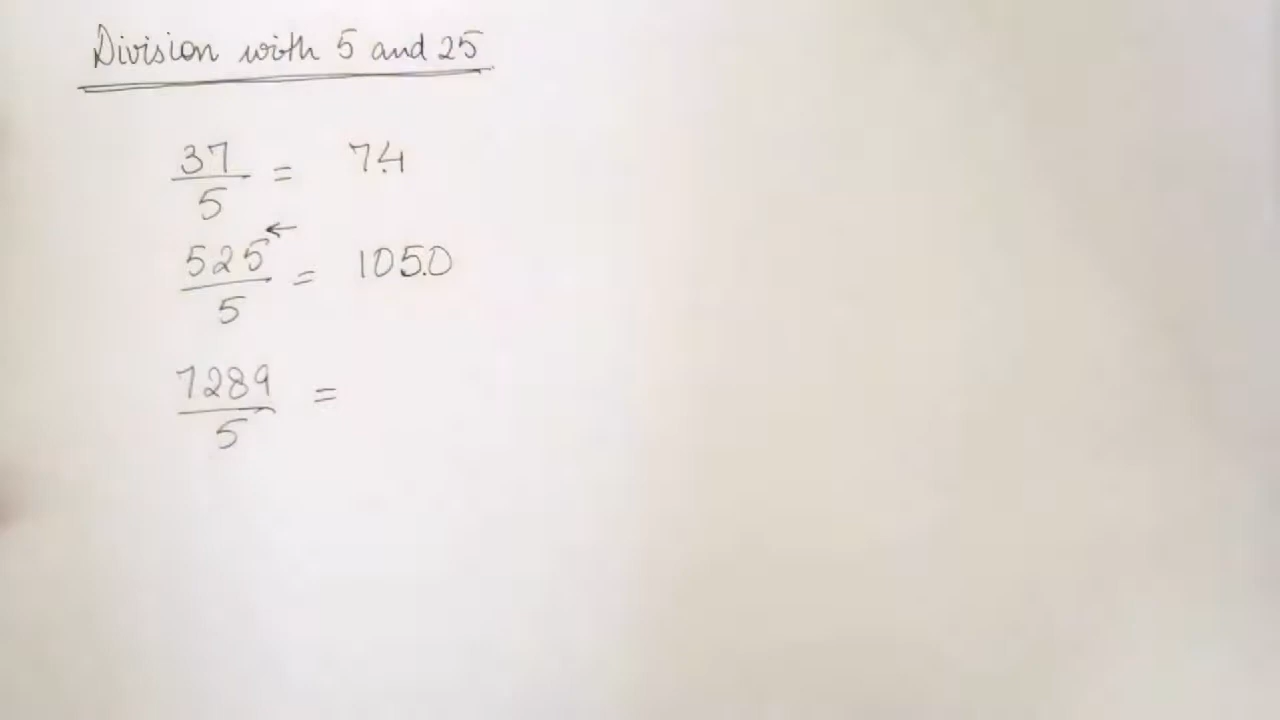 Division with 5 and 25
37/5 = 7.4
525/5 = 105.0
7289/5 =